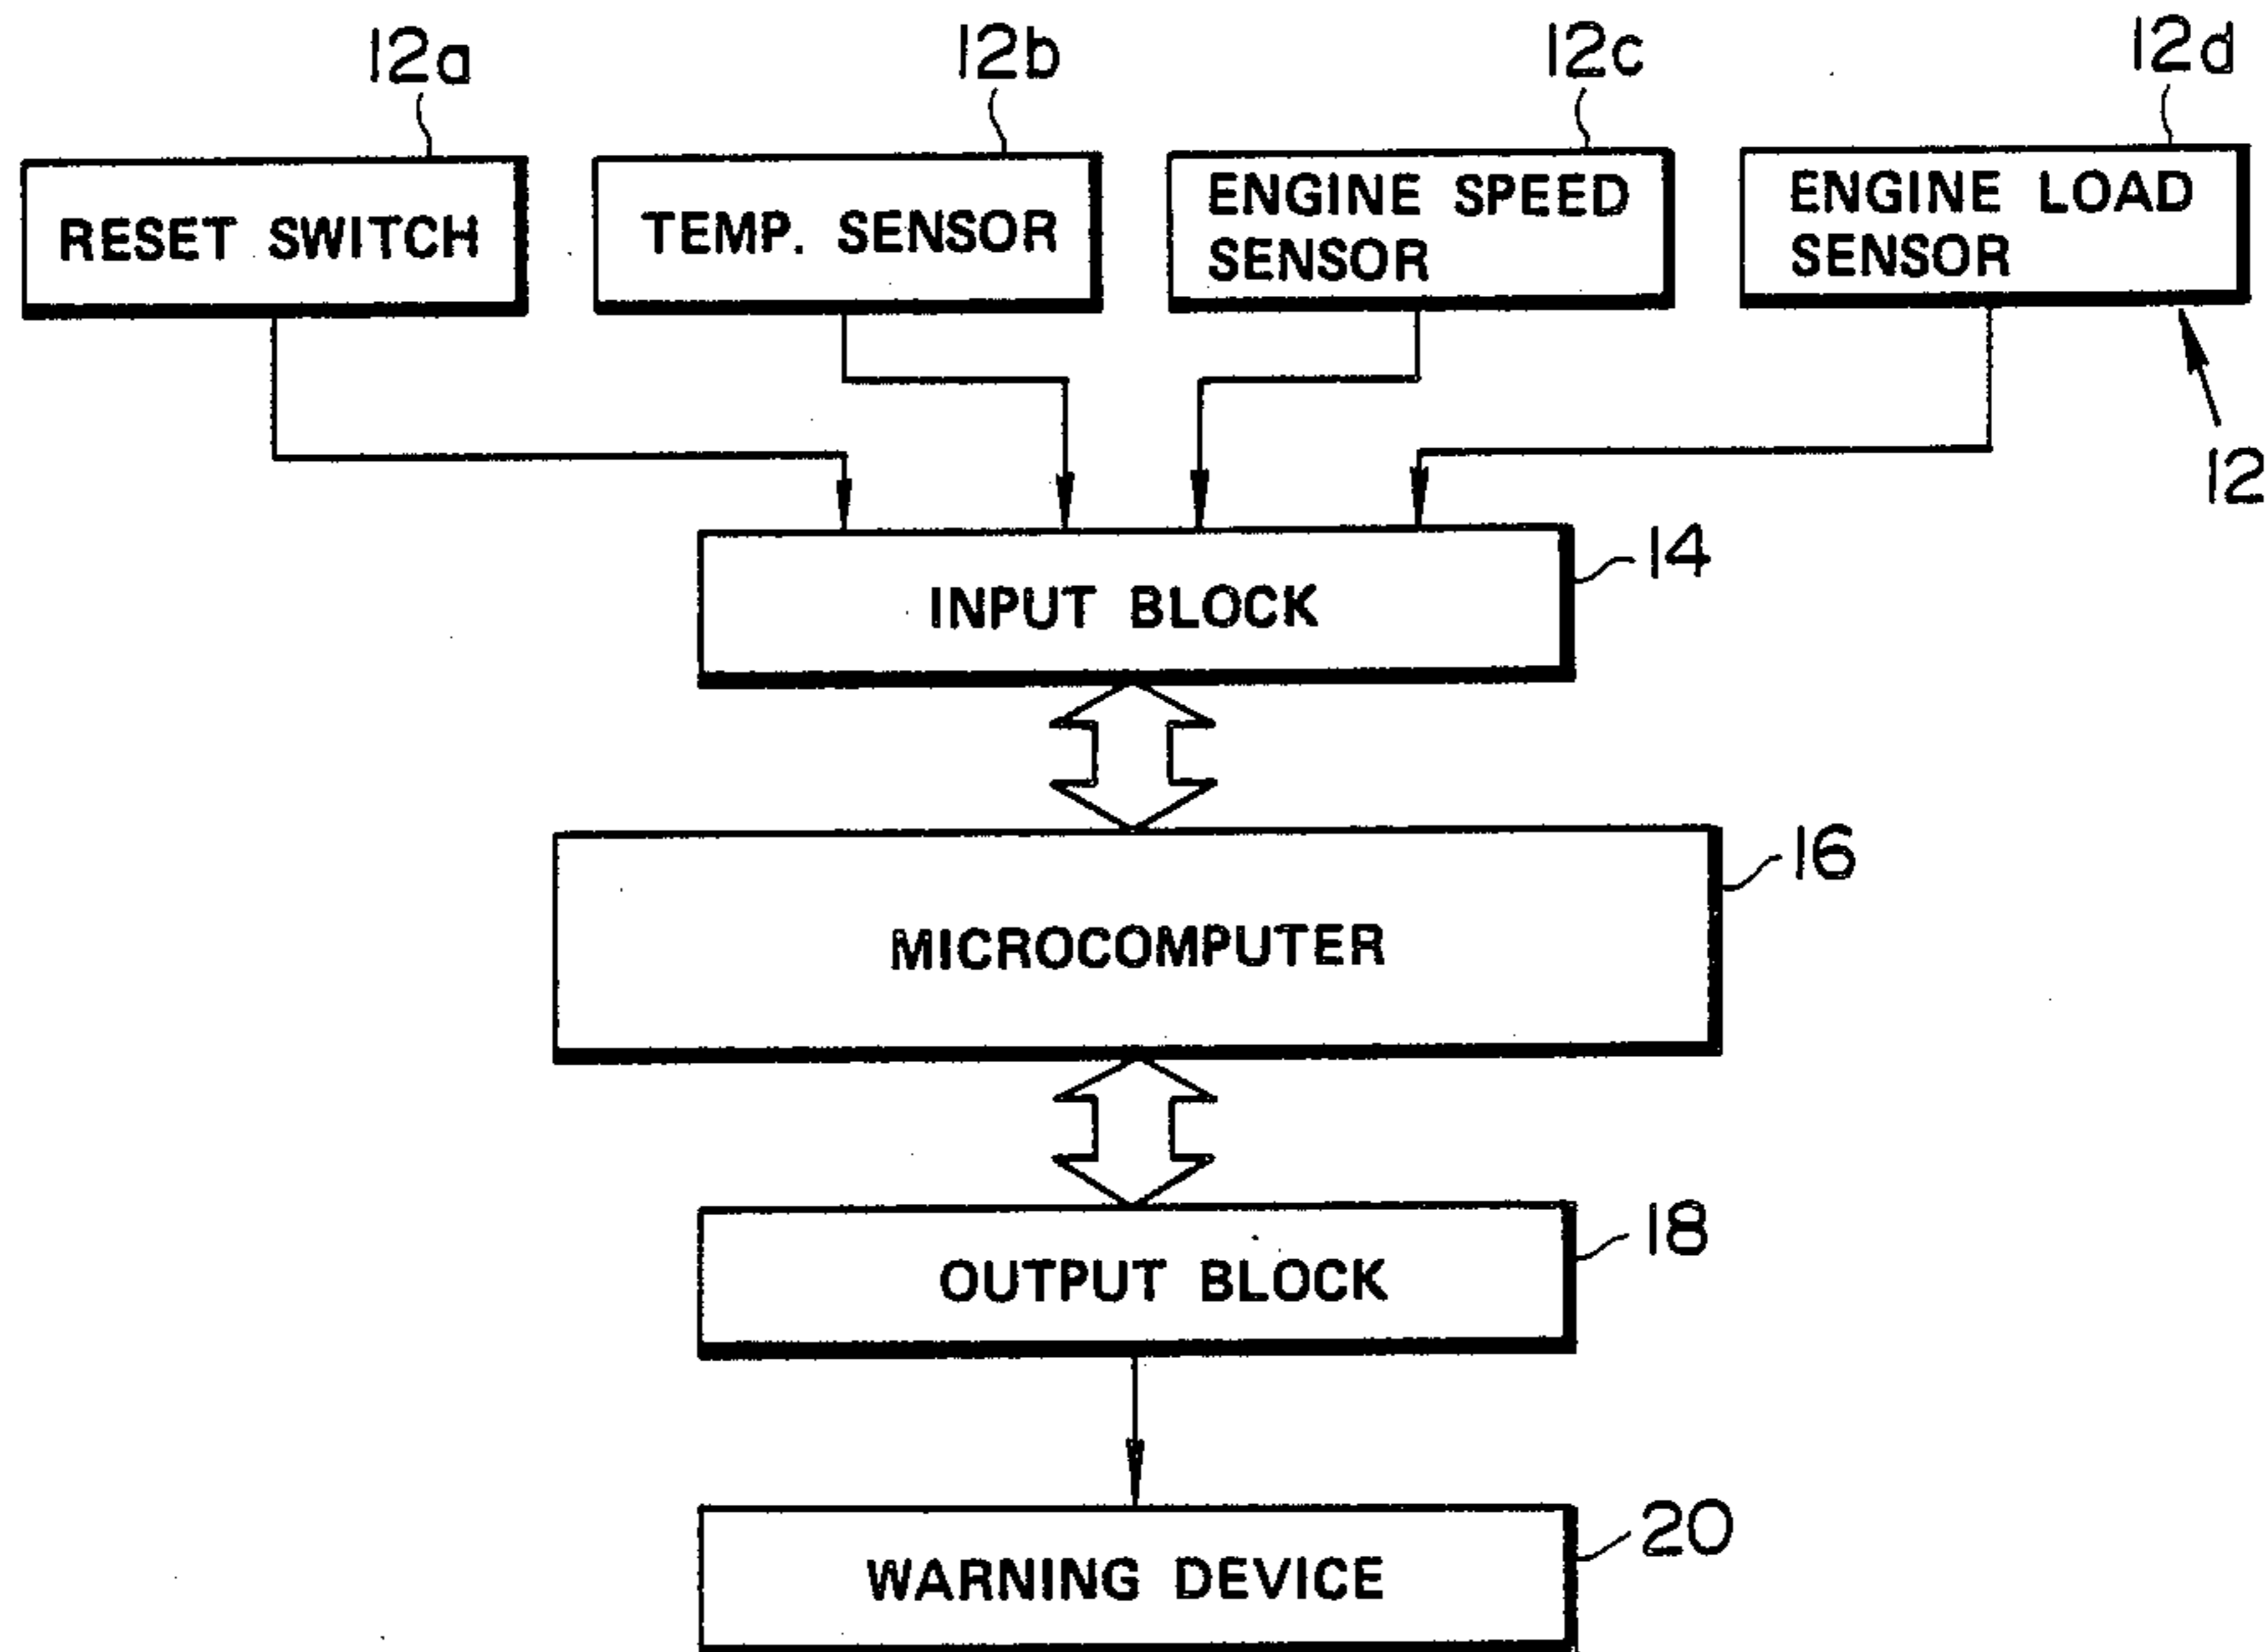 12a
12b
12c
12d
RESET SWITCH
TEMP. SENSOR
ENGINE SPEED
SENSOR
ENGINE LOAD
SENSOR
12
14
INPUT BLOCK
16
MICROCOMPUTER
18
OUTPUT BLOCK
20
WARNING DEVICE